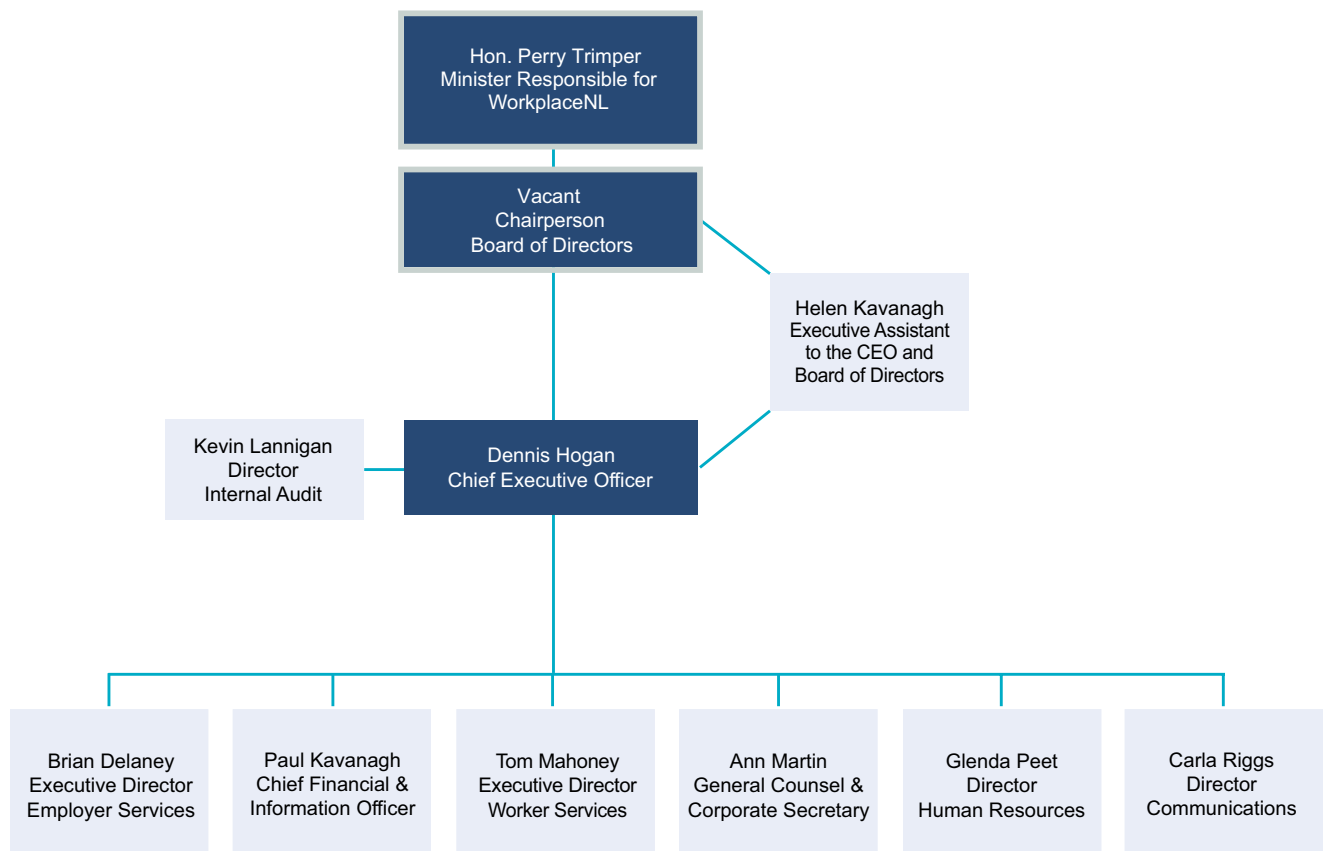 Hon. Perry Trimper
Minister Responsible for
WorkplaceNL
Vacant
Chairperson
Board of Directors
Helen Kavanagh
Executive Assistant
to the CEO and
Board of Directors
Kevin Lannigan
Director
Internal Audit
Dennis Hogan
Chief Executive Officer
Brian Delaney
Executive Director
Employer Services
Paul Kavanagh
Chief Financial &
Information Officer
Tom Mahoney
Executive Director
Worker Services
Ann Martin
General Counsel &
Corporate Secretary
Glenda Peet
Director
Human Resources
Carla Riggs
Director
Communications